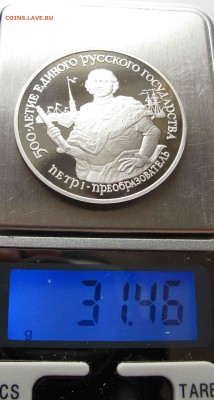 COINS.LAVE.RU
500-ЛЕТИЕ ЕДИНОГО РУССКОГО ГОСУДАРСТВА
ПЕТР I - ПРЕОБРАЗОВАТЕЛЬ
31.46
g
CS
TARE